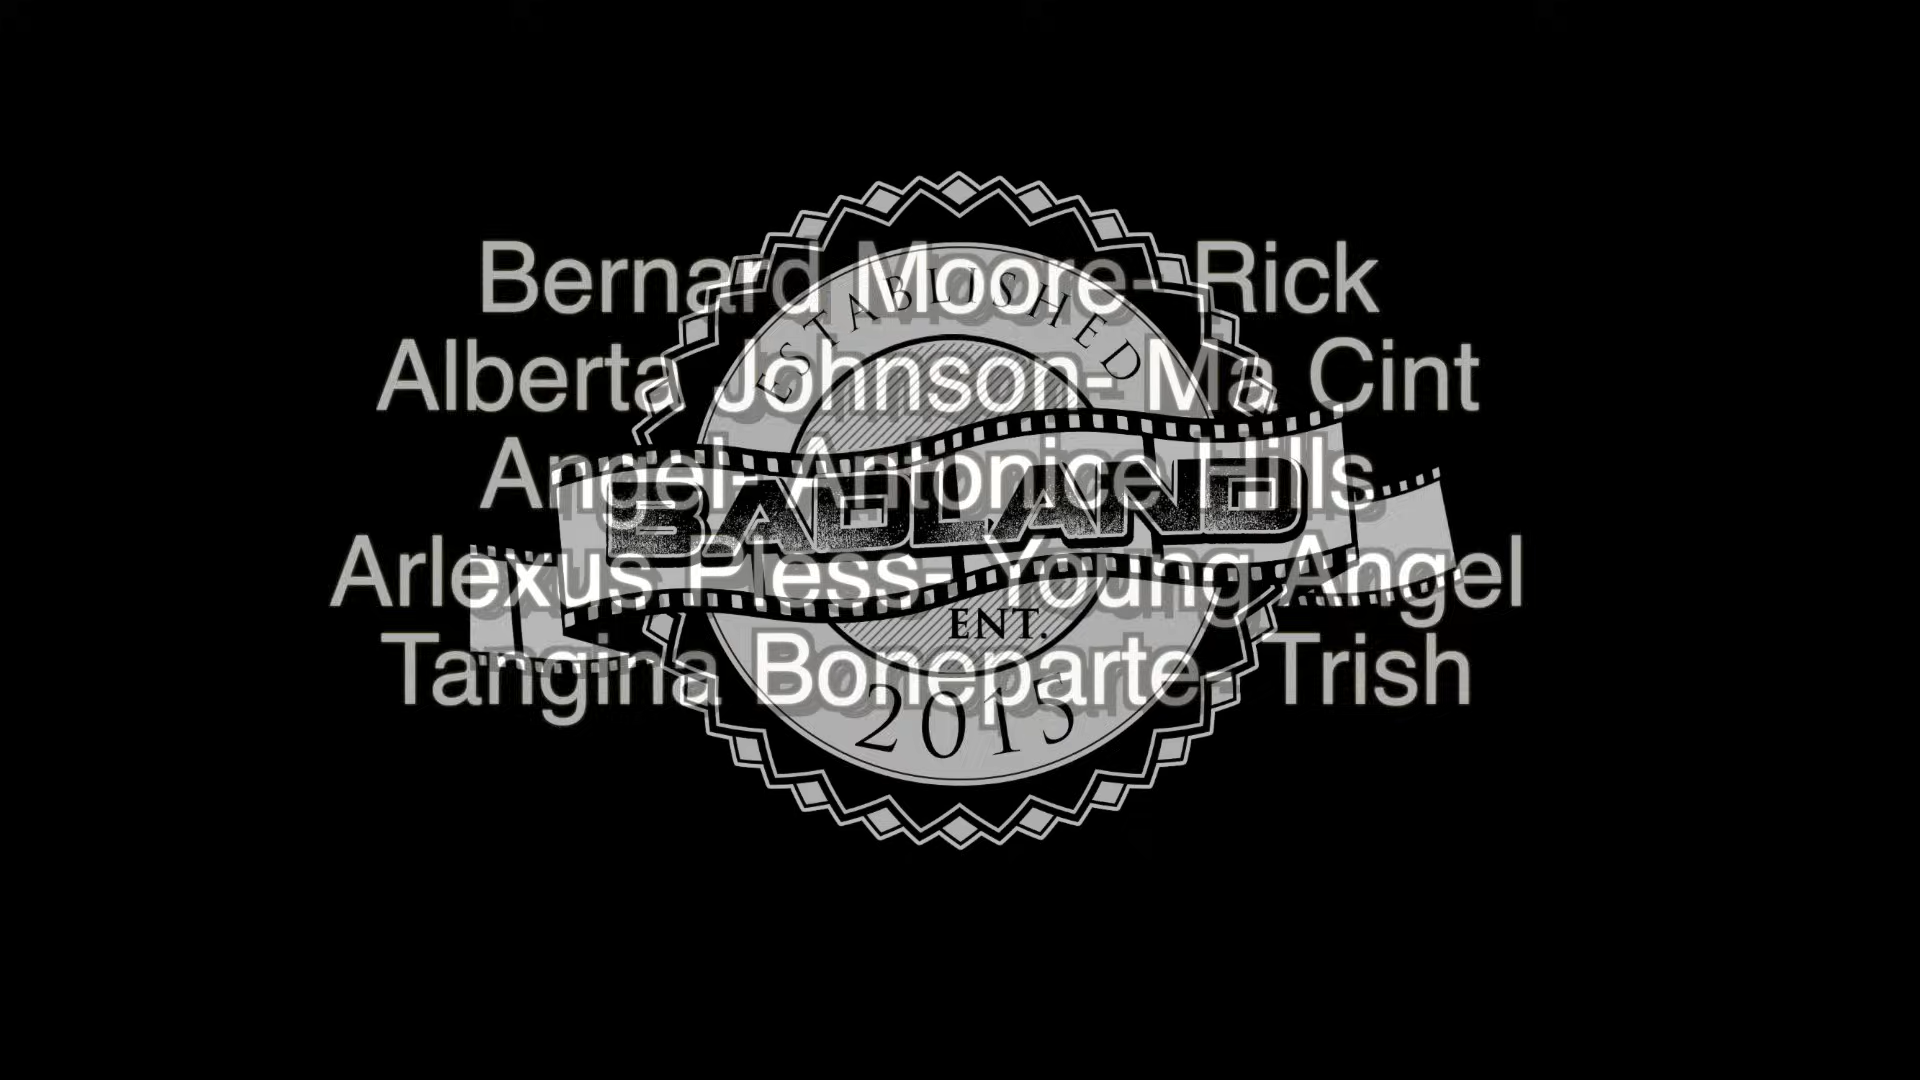 Bernard Moore- Rick
Alberta Johnson- Ma Cint
Angel- Antonice Hills
Arlexus Pless- Young Angel
Tangina Boneparte- Trish
ESTABLISHED
BADLAND
ENT.
2015